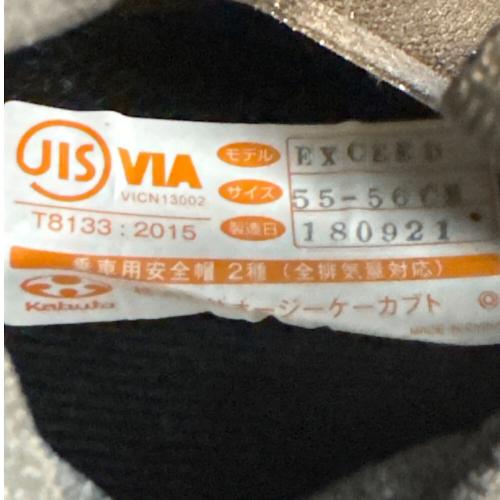 JIS VIA
VICN13002
T8133 : 2015
モデル EXCEED
サイズ 55-56CM
製造日 180921
乗車用安全帽 2種 (全排気量対応)
Kabuto オージーケーカブト
MADE IN